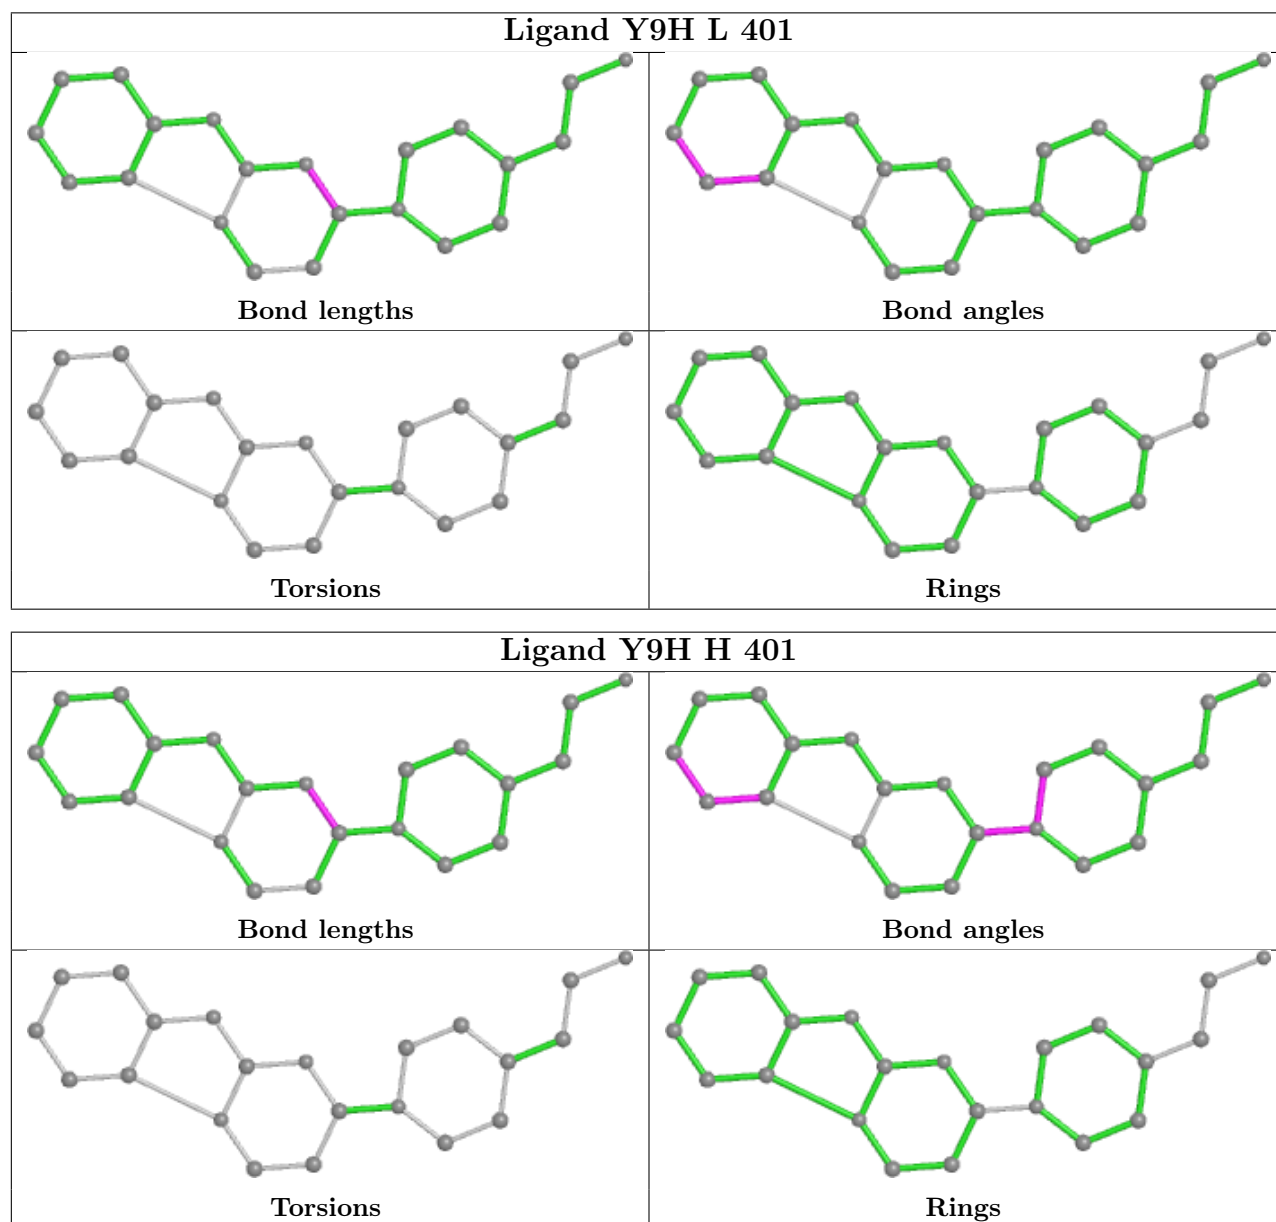 Ligand Y9H L 401
Bond lengths
Bond angles
Torsions
Rings
Ligand Y9H H 401
Bond lengths
Bond angles
Torsions
Rings